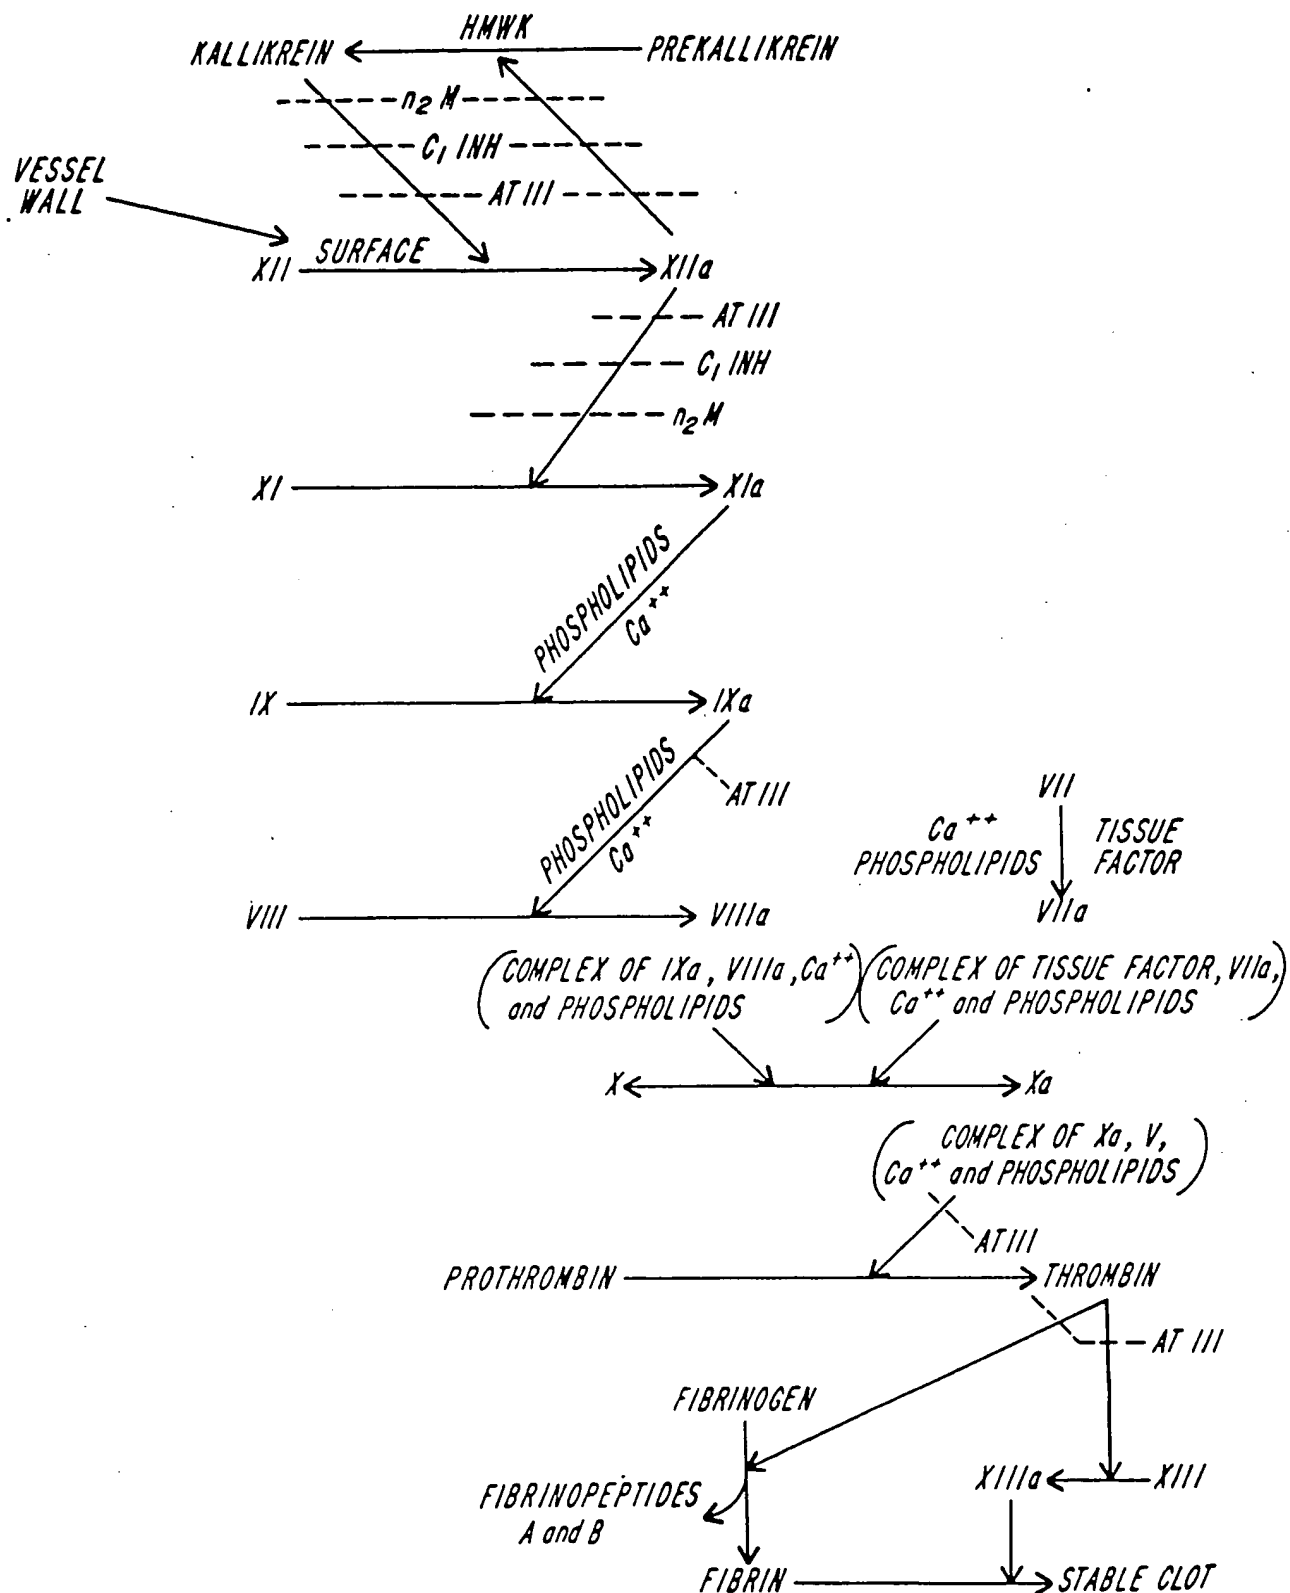 HMWK
KALLIKREIN
PREKALLIKREIN
n₂ M
C₁ INH
AT III
VESSEL
WALL
SURFACE
XII
XIIa
AT III
C₁ INH
n₂ M
XI
XIa
PHOSPHOLIPIDS
Ca⁺⁺
IX
IXa
PHOSPHOLIPIDS
Ca⁺⁺
AT III
VII
Ca⁺⁺
PHOSPHOLIPIDS
TISSUE
FACTOR
VIIa
VIII
VIIIa
(COMPLEX OF IXa, VIIIa, Ca⁺⁺
and PHOSPHOLIPIDS)
(COMPLEX OF TISSUE FACTOR, VIIa,
Ca⁺⁺ and PHOSPHOLIPIDS)
X
Xa
(COMPLEX OF Xa, V,
Ca⁺⁺ and PHOSPHOLIPIDS)
AT III
PROTHROMBIN
THROMBIN
AT III
FIBRINOGEN
XIIIa
XIII
FIBRINOPEPTIDES
A and B
FIBRIN
STABLE CLOT